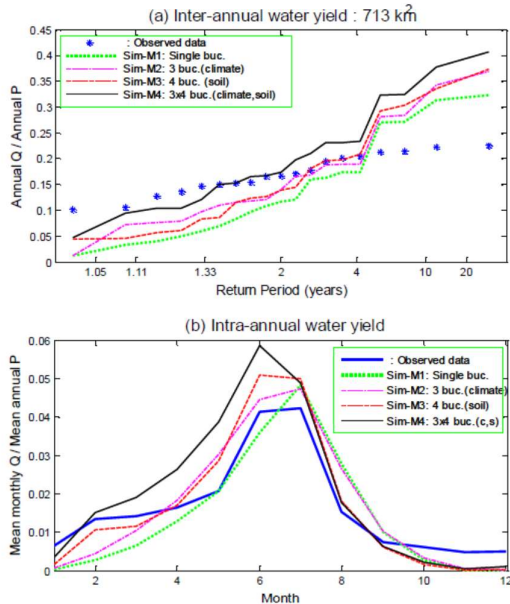 (a) Inter-annual water yield : 713 km2
Annual Q / Annual P
0.45
0.4
0.35
0.3
0.25
0.2
0.15
0.1
0.05
0
: Observed data
Sim-M1: Single buc.
Sim-M2: 3 buc.(climate)
Sim-M3: 4 buc. (soil)
Sim-M4: 3x4 buc.(climate,soil)
1.05 1.11 1.33 2 4 10 20
Return Period (years)
(b) Intra-annual water yield
Mean monthly Q / Mean annual P
0.06
0.05
0.04
0.03
0.02
0.01
0
: Observed data
Sim-M1: Single buc.
Sim-M2: 3 buc.(climate)
Sim-M3: 4 buc.(soil)
Sim-M4: 3x4 buc.(c,s)
2 4 6 8 10 12
Month